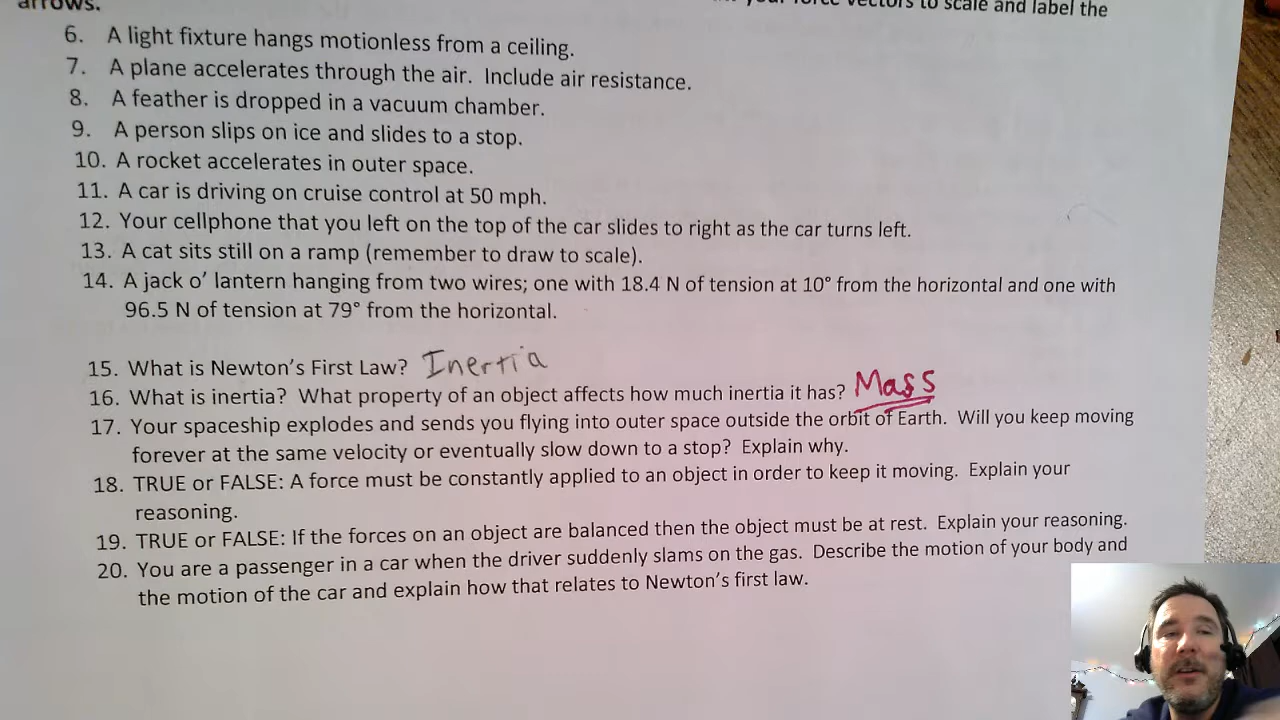 arrows.
your force vectors to scale and label the
6. A light fixture hangs motionless from a ceiling.
7. A plane accelerates through the air. Include air resistance.
8. A feather is dropped in a vacuum chamber.
9. A person slips on ice and slides to a stop.
10. A rocket accelerates in outer space.
11. A car is driving on cruise control at 50 mph.
12. Your cellphone that you left on the top of the car slides to right as the car turns left.
13. A cat sits still on a ramp (remember to draw to scale).
14. A jack o’ lantern hanging from two wires; one with 18.4 N of tension at 10° from the horizontal and one with
96.5 N of tension at 79° from the horizontal.
15. What is Newton’s First Law? Inertia
16. What is inertia? What property of an object affects how much inertia it has? Mass
17. Your spaceship explodes and sends you flying into outer space outside the orbit of Earth. Will you keep moving
forever at the same velocity or eventually slow down to a stop? Explain why.
18. TRUE or FALSE: A force must be constantly applied to an object in order to keep it moving. Explain your
reasoning.
19. TRUE or FALSE: If the forces on an object are balanced then the object must be at rest. Explain your reasoning.
20. You are a passenger in a car when the driver suddenly slams on the gas. Describe the motion of your body and
the motion of the car and explain how that relates to Newton’s first law.